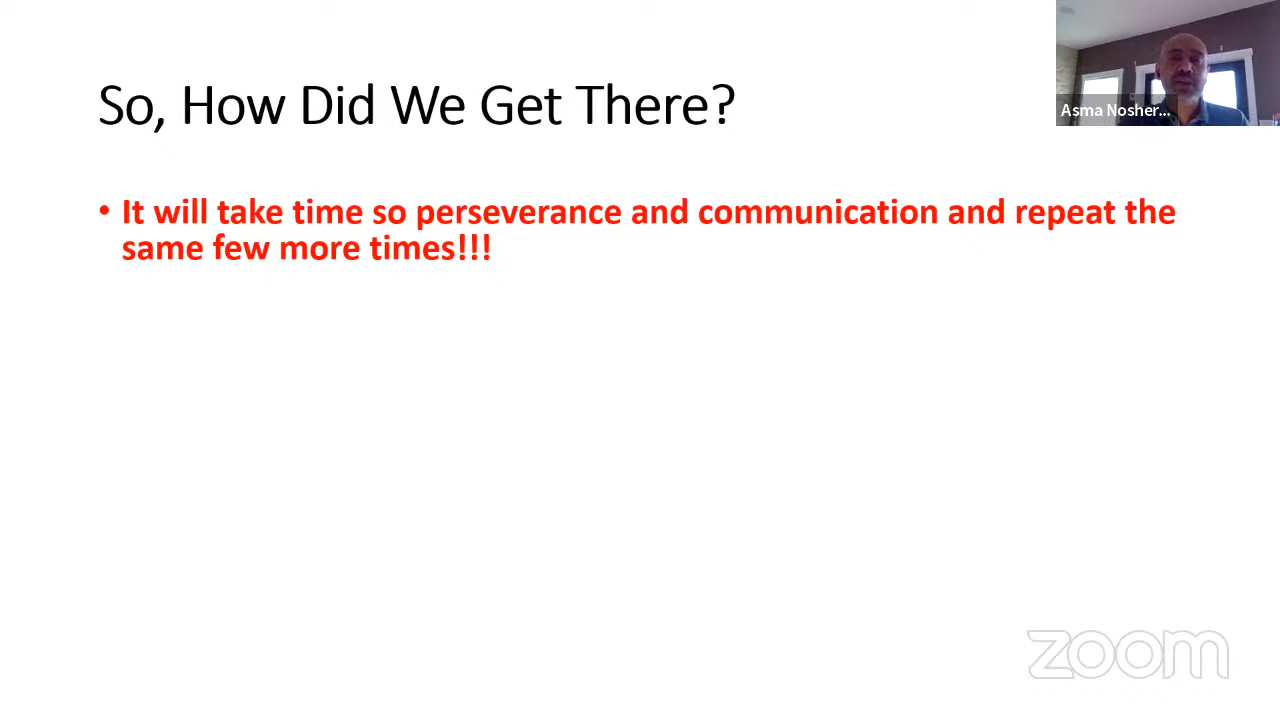 So, How Did We Get There?
Asma Nosher...
• It will take time so perseverance and communication and repeat the
same few more times!!!
zoom